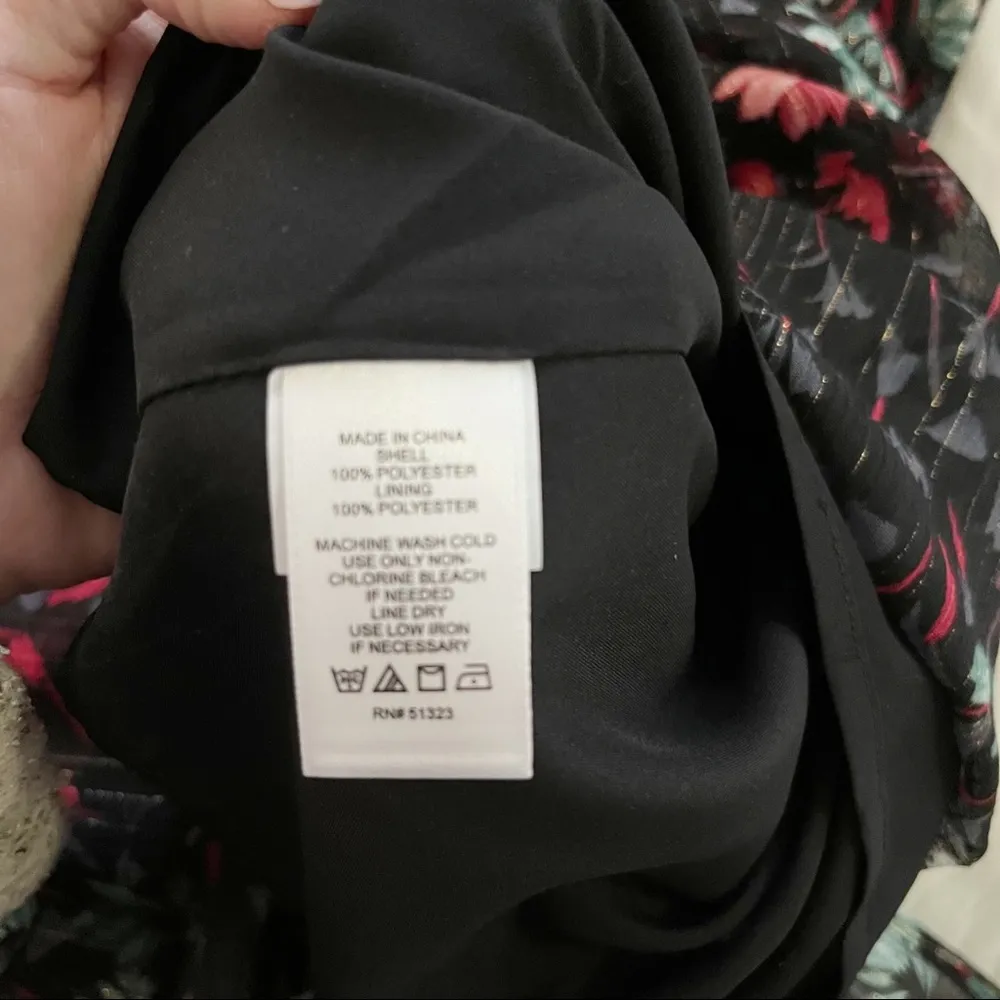 MADE IN CHINA
SHELL
100% POLYESTER
LINING
100% POLYESTER
MACHINE WASH COLD
USE ONLY NON-
CHLORINE BLEACH
IF NEEDED
LINE DRY
USE LOW IRON
IF NECESSARY
RN# 51323